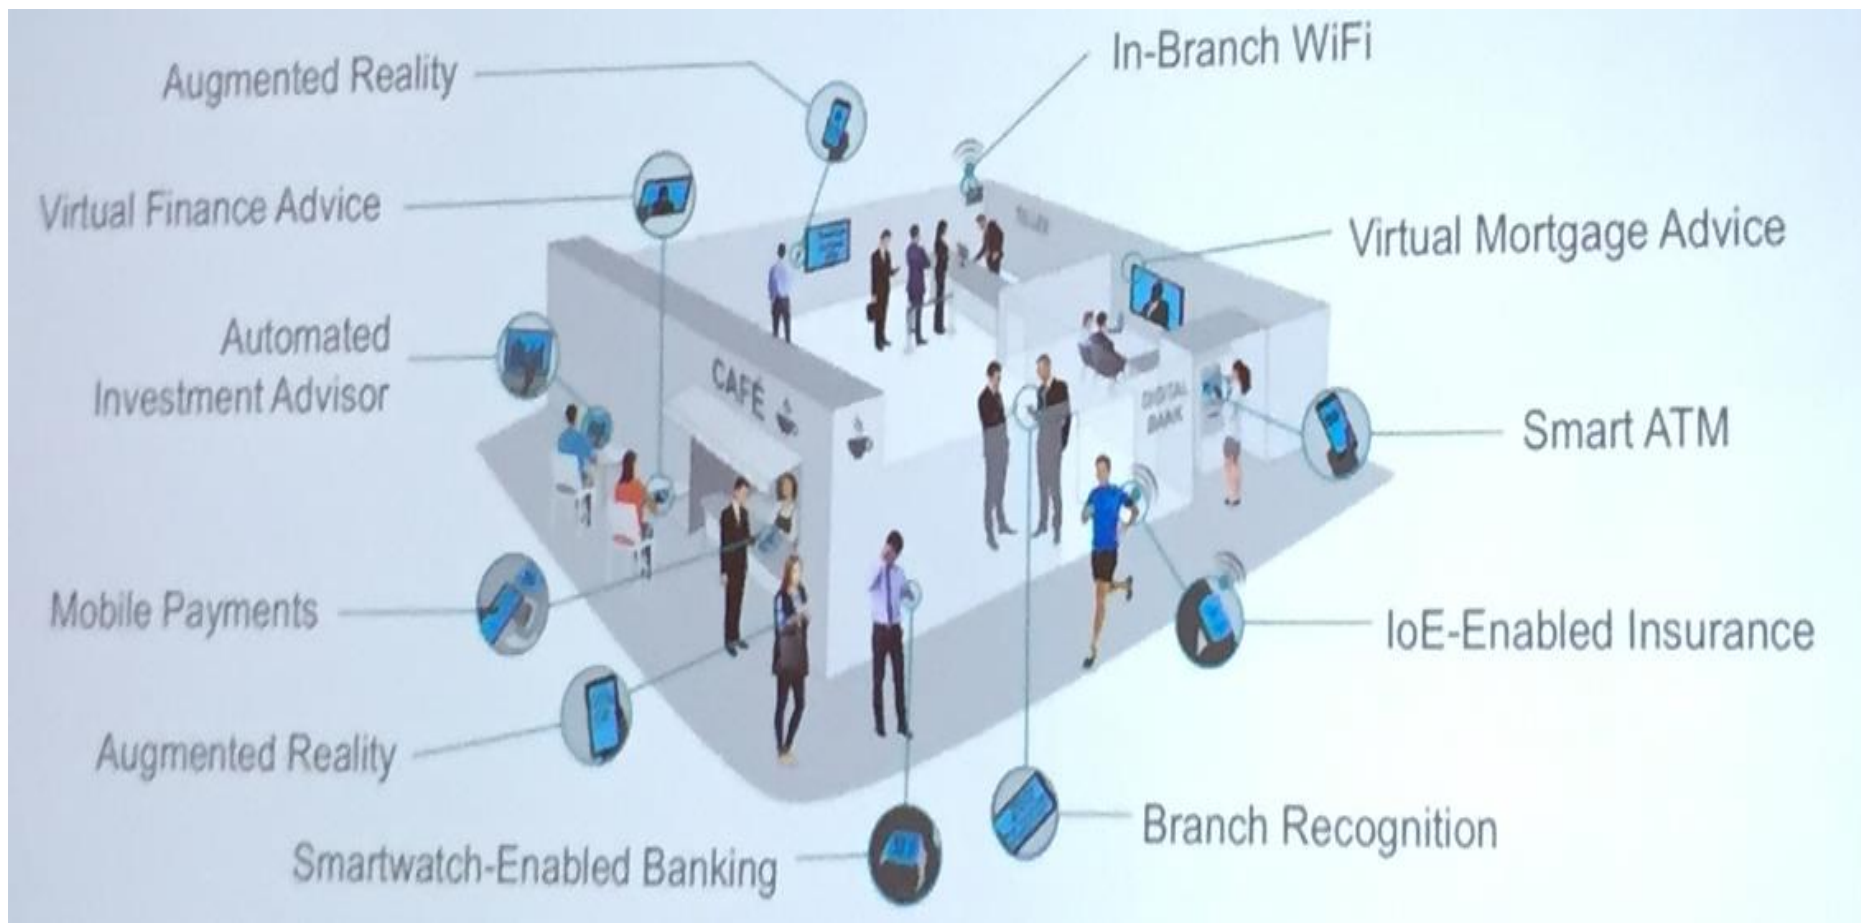 Augmented Reality
In-Branch WiFi
Virtual Finance Advice
Virtual Mortgage Advice
Automated
Investment Advisor
CAFÉ
DIGITAL
BANK
Smart ATM
Mobile Payments
IoE-Enabled Insurance
Augmented Reality
Branch Recognition
Smartwatch-Enabled Banking